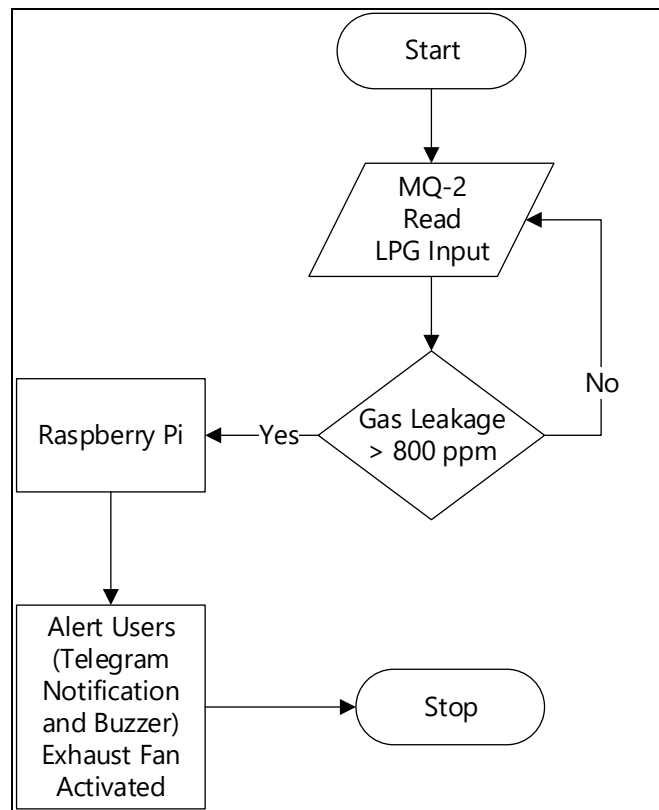 Start
MQ-2
Read
LPG Input
Gas Leakage
> 800 ppm
No
Yes
Raspberry Pi
Alert Users
(Telegram
Notification
and Buzzer)
Exhaust Fan
Activated
Stop